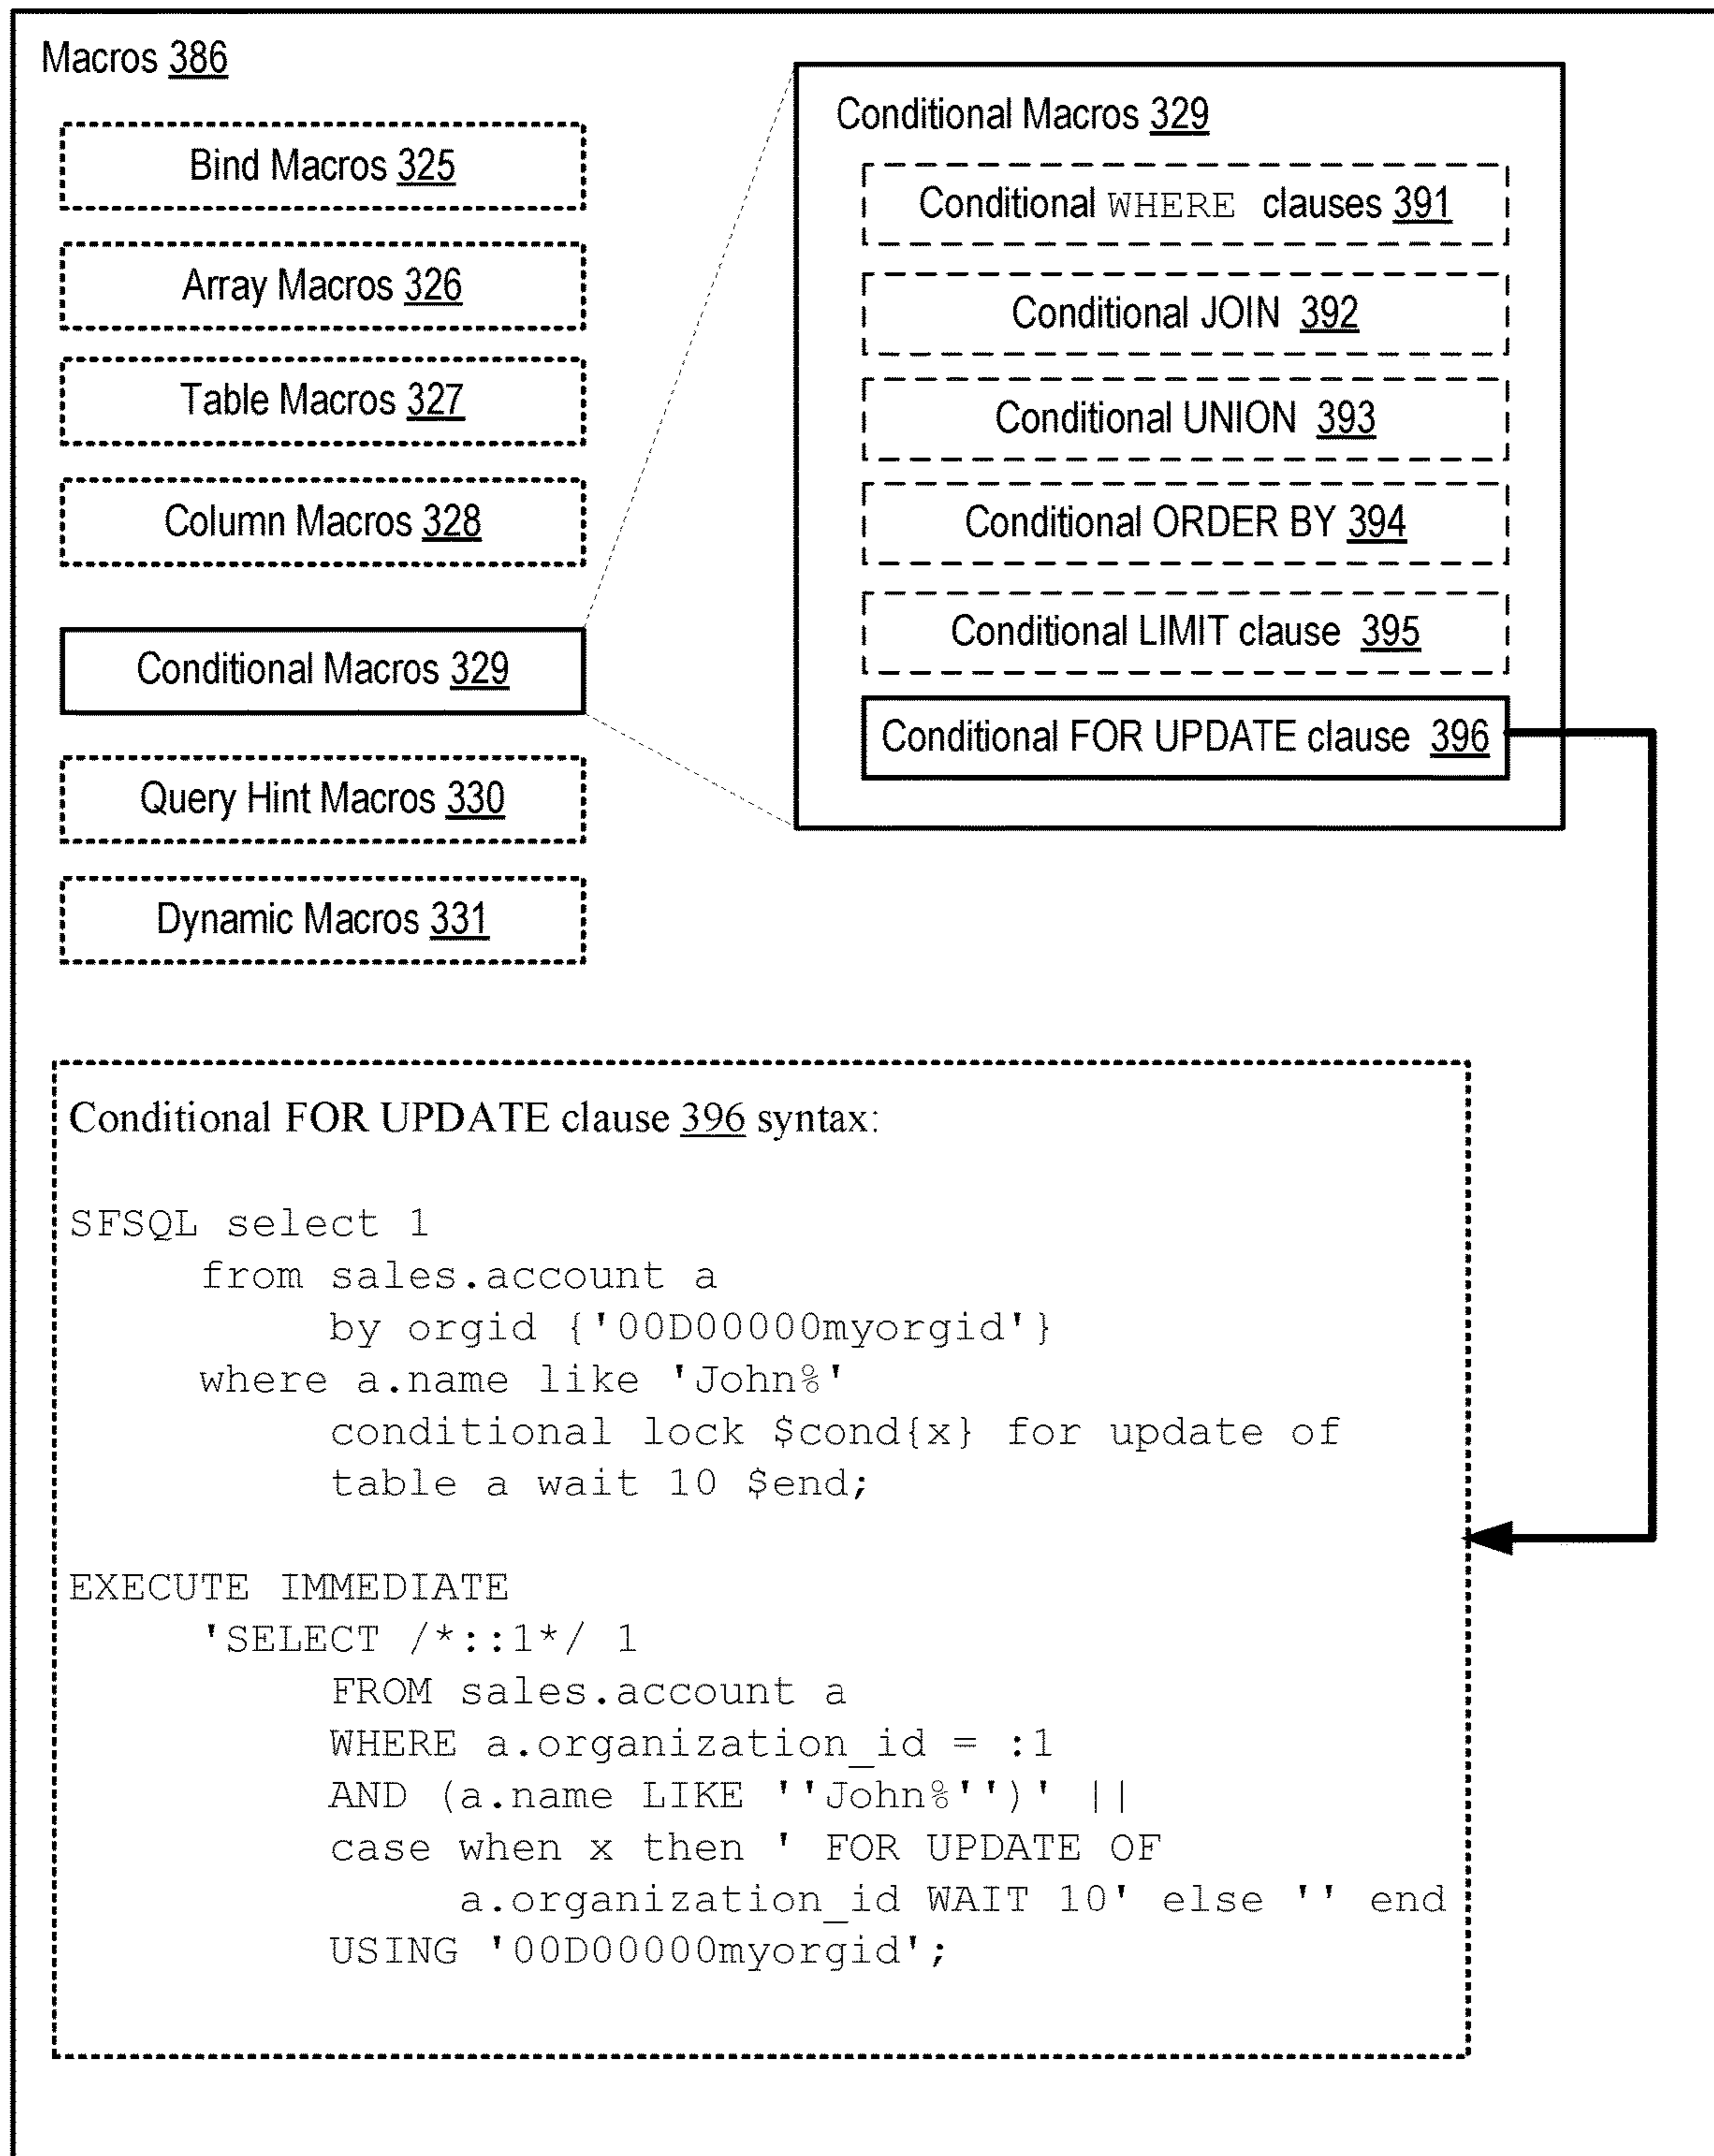 Macros 386
Bind Macros 325
Array Macros 326
Table Macros 327
Column Macros 328
Conditional Macros 329
Query Hint Macros 330
Dynamic Macros 331
Conditional Macros 329
Conditional WHERE clauses 391
Conditional JOIN 392
Conditional UNION 393
Conditional ORDER BY 394
Conditional LIMIT clause 395
Conditional FOR UPDATE clause 396
Conditional FOR UPDATE clause 396 syntax:
SFSQL select 1
from sales.account a
by orgid {'00D00000myorgid'}
where a.name like 'John%'
conditional lock $cond{x} for update of
table a wait 10 $end;
EXECUTE IMMEDIATE
'SELECT /*::1*/ 1
FROM sales.account a
WHERE a.organization_id = :1
AND (a.name LIKE ''John%'')' ||
case when x then ' FOR UPDATE OF
a.organization_id WAIT 10' else '' end
USING '00D00000myorgid';